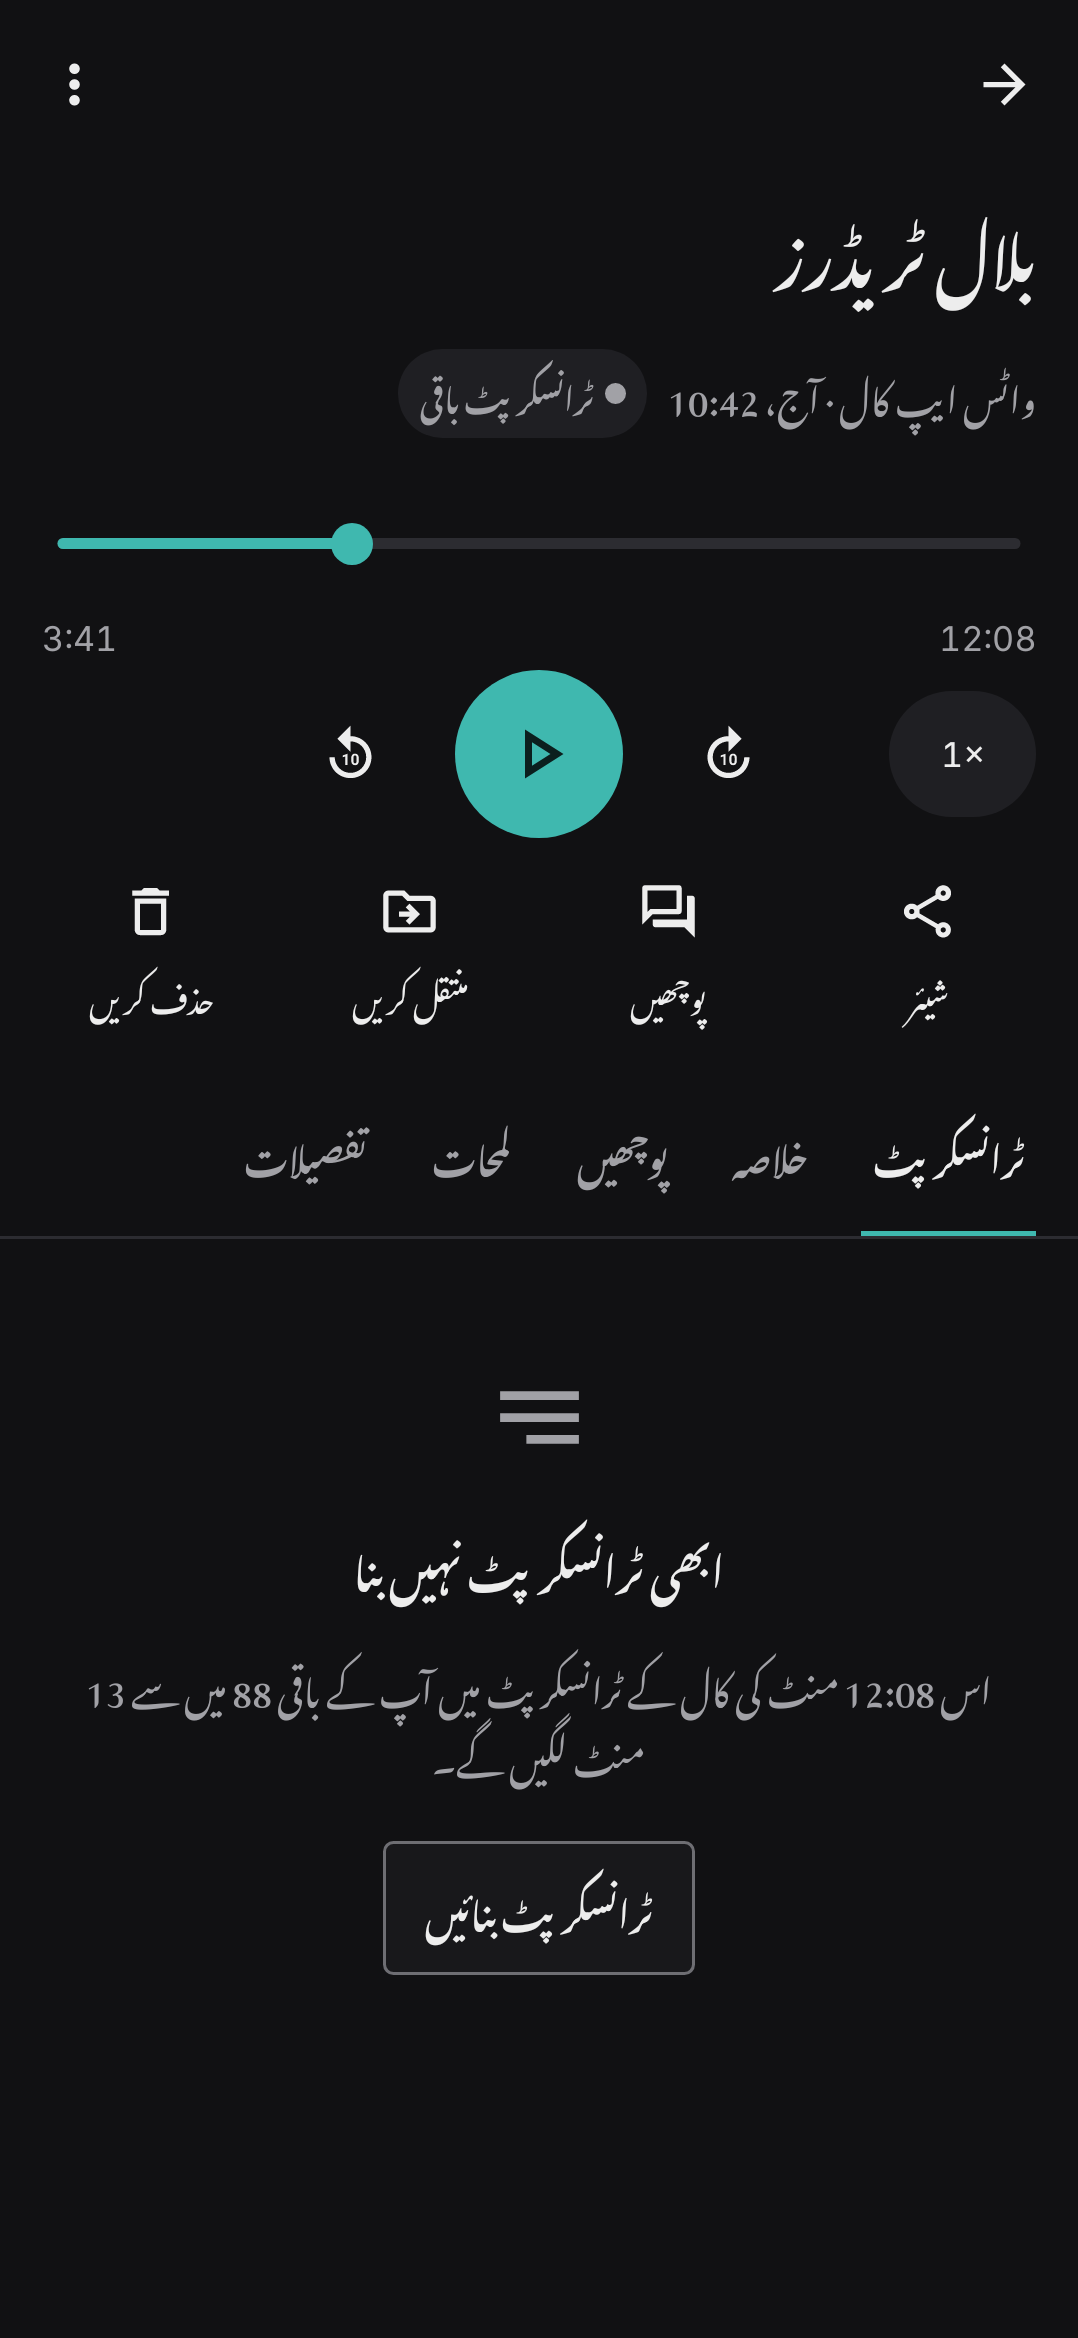 بلال ٹریڈرز
واٹس ایپ کال · آج، 10:42
ٹرانسکرپٹ باقی
3:41
12:08
10
10
1×
شیئر
پوچھیں
منتقل کریں
حذف کریں
ٹرانسکرپٹ
خلاصہ
پوچھیں
لمحات
تفصیلات
ابھی ٹرانسکرپٹ نہیں بنا
اس 12:08 منٹ کی کال کے ٹرانسکرپٹ میں آپ کے باقی 88 میں سے 13
منٹ لگیں گے۔
ٹرانسکرپٹ بنائیں